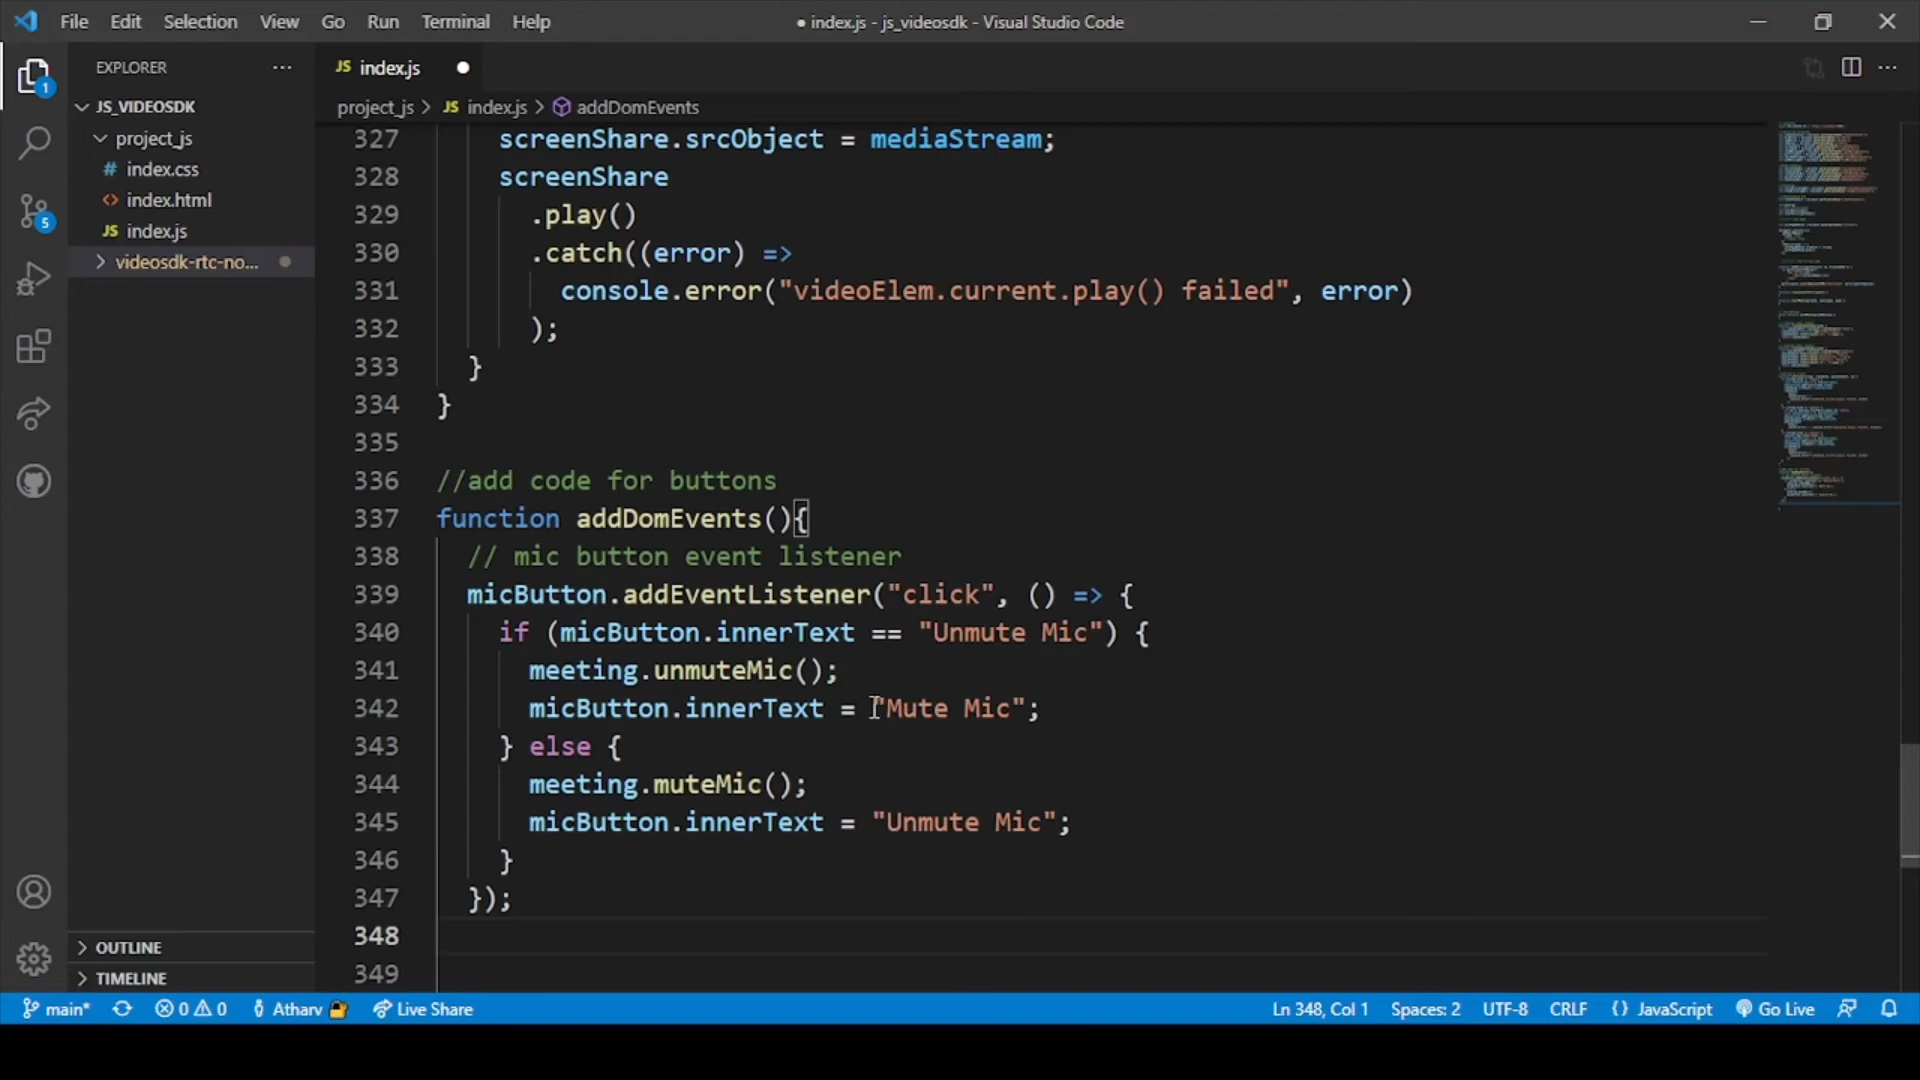 File Edit Selection View Go Run Terminal Help ● index.js - js_videosdk - Visual Studio Code
EXPLORER ··· JS index.js ●
JS_VIDEOSDK
project_js > JS index.js > addDomEvents
project_js
# index.css
<> index.html
JS index.js
videosdk-rtc-no...
1
5
327 screenShare.srcObject = mediaStream;
328 screenShare
329 .play()
330 .catch((error) =>
331 console.error("videoElem.current.play() failed", error)
332 );
333 }
334 }
335
336 //add code for buttons
337 function addDomEvents(){
338 // mic button event listener
339 micButton.addEventListener("click", () => {
340 if (micButton.innerText == "Unmute Mic") {
341 meeting.unmuteMic();
342 micButton.innerText = "Mute Mic";
343 } else {
344 meeting.muteMic();
345 micButton.innerText = "Unmute Mic";
346 }
347 });
348
349
OUTLINE
TIMELINE
main* 0 0 Atharv Live Share Ln 348, Col 1 Spaces: 2 UTF-8 CRLF {} JavaScript Go Live